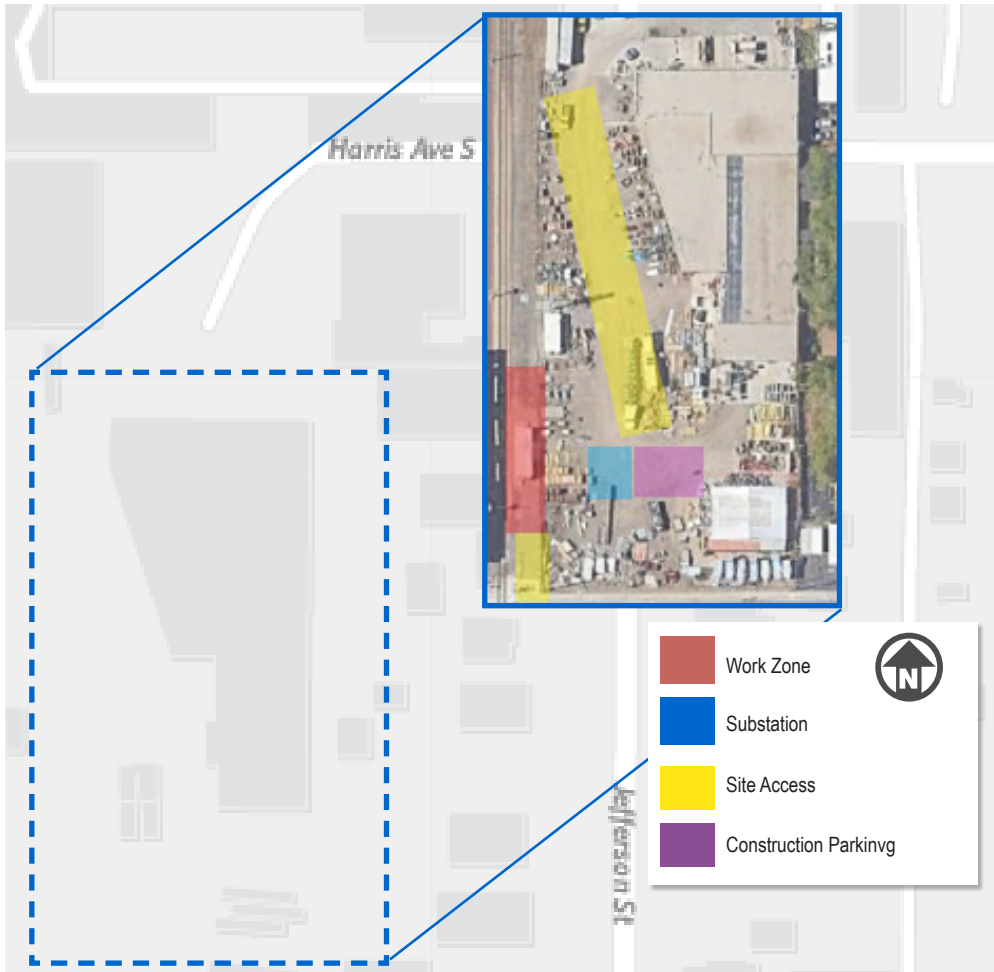 Harris Ave S
Jefferson St
Work Zone
N
Substation
Site Access
Construction Parkinvg